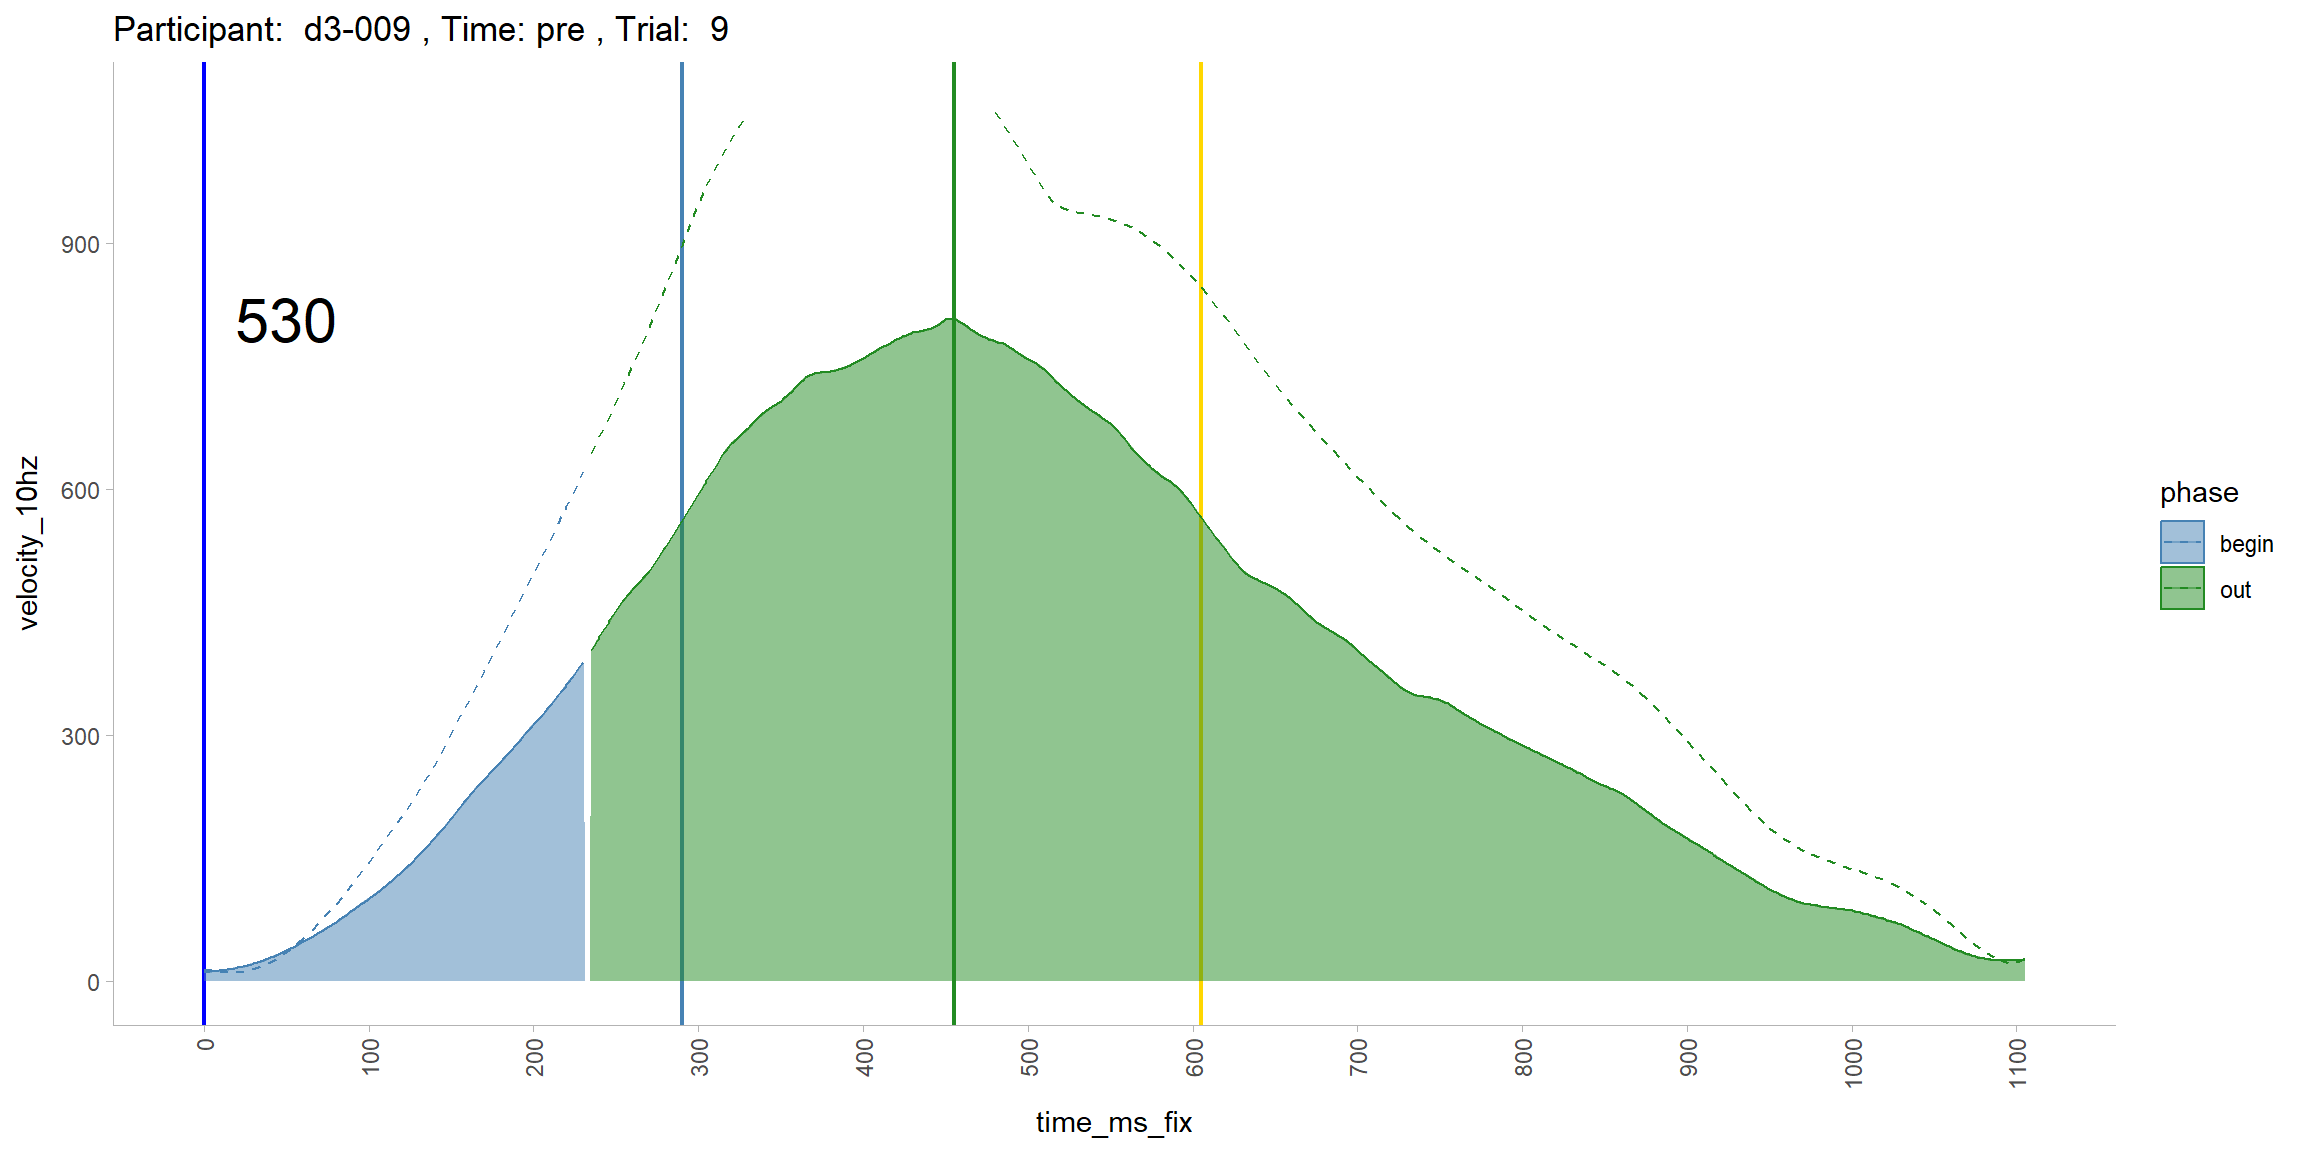 Participant:  d3-009 , Time: pre , Trial:  9
530
velocity_10hz
900
600
300
0
0 100 200 300 400 500 600 700 800 900 1000 1100
time_ms_fix
phase
begin
out